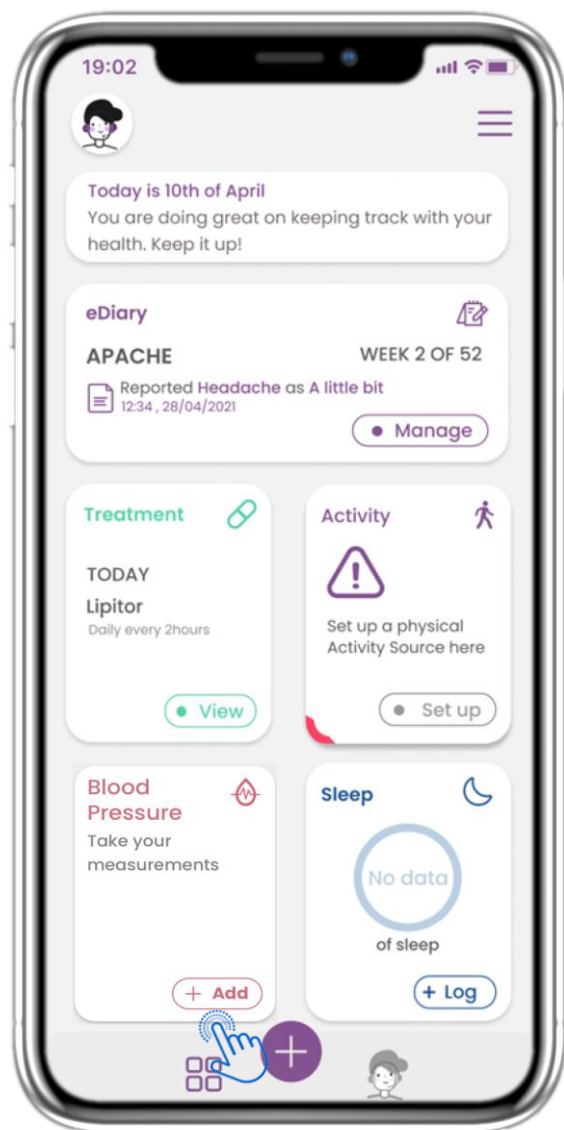 19:02
Today is 10th of April
You are doing great on keeping track with your
health. Keep it up!
eDiary
APACHE
WEEK 2 OF 52
Reported Headache as A little bit
12:34 , 28/04/2021
Manage
Treatment
TODAY
Lipitor
Daily every 2hours
View
Activity
Set up a physical
Activity Source here
Set up
Blood
Pressure
Take your
measurements
+ Add
Sleep
No data
of sleep
+ Log